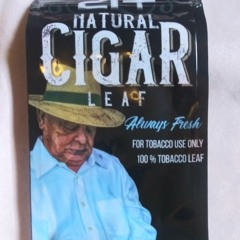 NATURAL
CIGAR
LEAF
Always Fresh
FOR TOBACCO USE ONLY
100 % TOBACCO LEAF